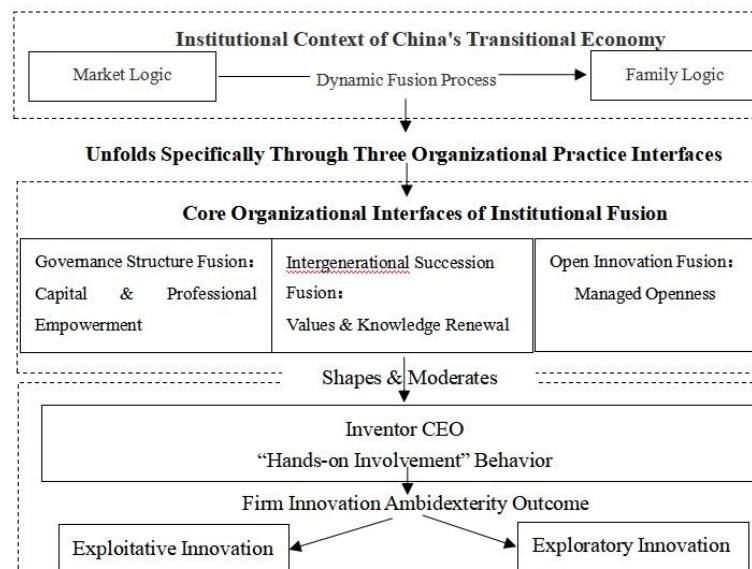 Institutional Context of China's Transitional Economy
Market Logic
Dynamic Fusion Process
Family Logic
Unfolds Specifically Through Three Organizational Practice Interfaces
Core Organizational Interfaces of Institutional Fusion
Governance Structure Fusion：
Capital & Professional
Empowerment
Intergenerational Succession
Fusion：
Values & Knowledge Renewal
Open Innovation Fusion：
Managed Openness
Shapes & Moderates
Inventor CEO
“Hands-on Involvement” Behavior
Firm Innovation Ambidexterity Outcome
Exploitative Innovation
Exploratory Innovation